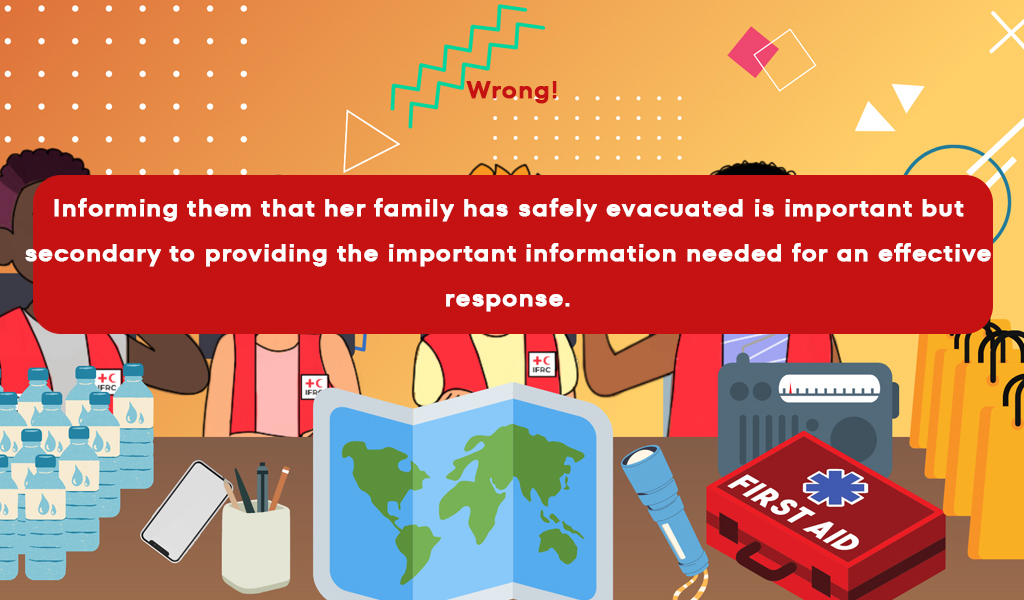 Wrong!
Informing them that her family has safely evacuated is important but
secondary to providing the important information needed for an effective
response.
IFRC
IFRC
IFRC
FIRST AID